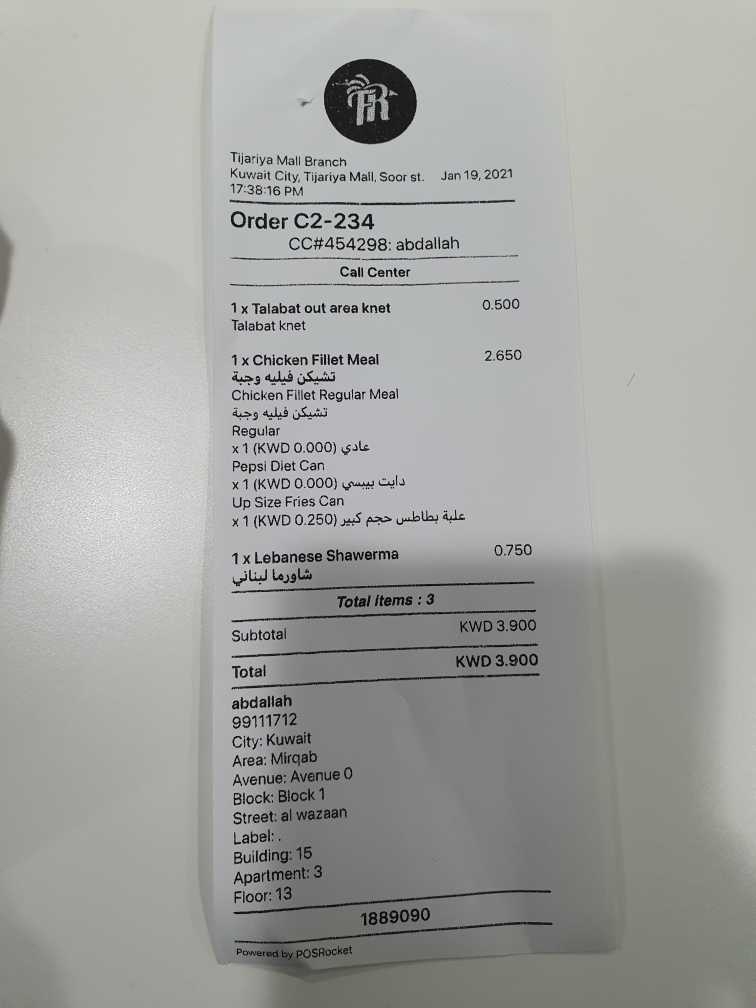 TR
Tijariya Mall Branch
Kuwait City, Tijariya Mall, Soor st. Jan 19, 2021
17:38:16 PM
Order C2-234
CC#454298: abdallah
Call Center
1 x Talabat out area knet 0.500
Talabat knet
1 x Chicken Fillet Meal 2.650
تشيكن فيليه وجبة
Chicken Fillet Regular Meal
تشيكن فيليه وجبة
Regular
x 1 (KWD 0.000) عادي
Pepsi Diet Can
x 1 (KWD 0.000) دايت بيبسي
Up Size Fries Can
x 1 (KWD 0.250) علبة بطاطس حجم كبير
1 x Lebanese Shawerma 0.750
شاورما لبناني
Total items : 3
Subtotal KWD 3.900
Total KWD 3.900
abdallah
99111712
City: Kuwait
Area: Mirqab
Avenue: Avenue 0
Block: Block 1
Street: al wazaan
Label: .
Building: 15
Apartment: 3
Floor: 13
1889090
Powered by POSRocket